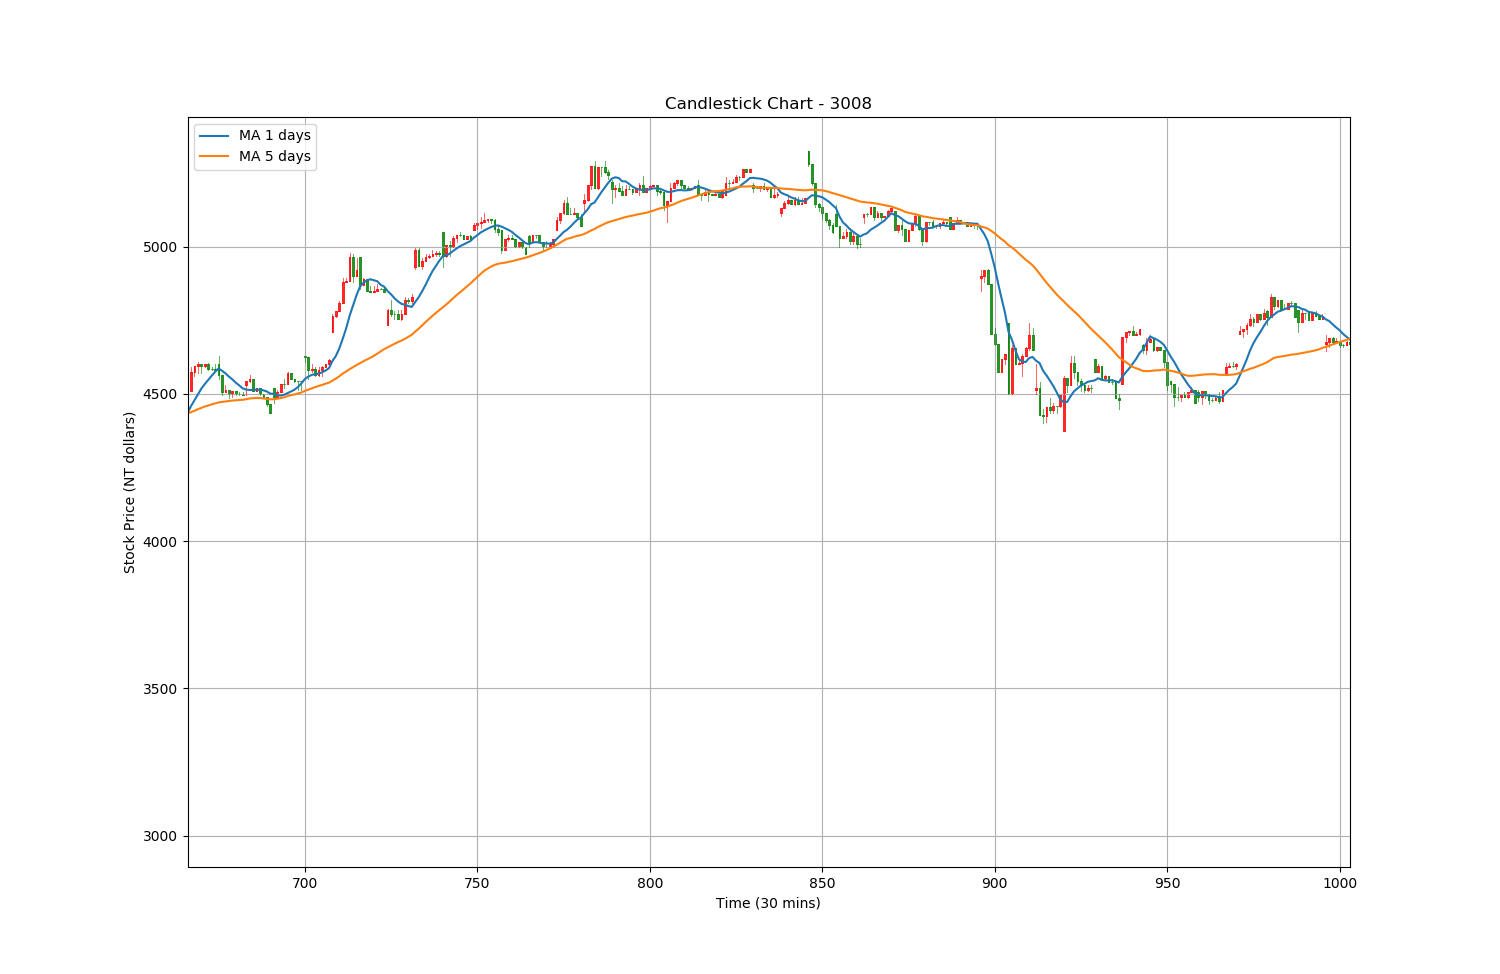 Candlestick Chart - 3008
MA 1 days
MA 5 days
Stock Price (NT dollars)
5000
4500
4000
3500
3000
700 750 800 850 900 950 1000
Time (30 mins)